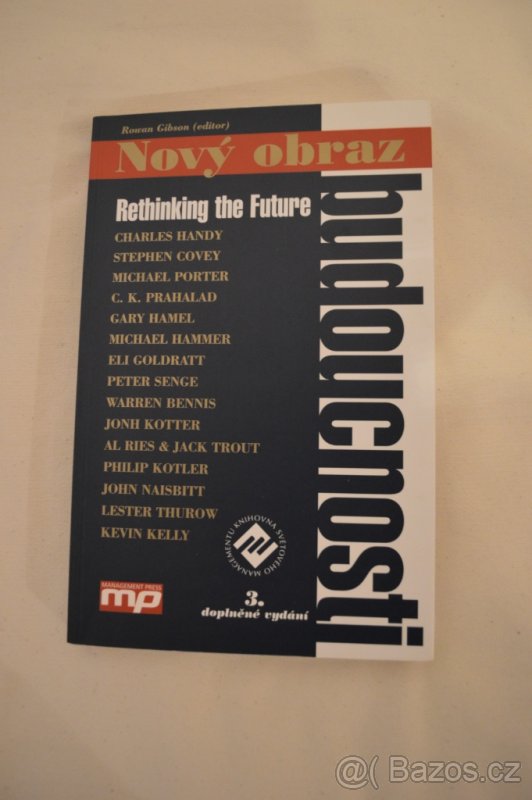 Rowan Gibson (editor)
Nový obraz
budoucnosti
Rethinking the Future
CHARLES HANDY
STEPHEN COVEY
MICHAEL PORTER
C. K. PRAHALAD
GARY HAMEL
MICHAEL HAMMER
ELI GOLDRATT
PETER SENGE
WARREN BENNIS
JONH KOTTER
AL RIES & JACK TROUT
PHILIP KOTLER
JOHN NAISBITT
LESTER THUROW
KEVIN KELLY
KNIHOVNA SVĚTOVÉHO MANAGEMENTU
MANAGEMENT PRESS
mp
3.
doplněné vydání
@( Bazos.cz